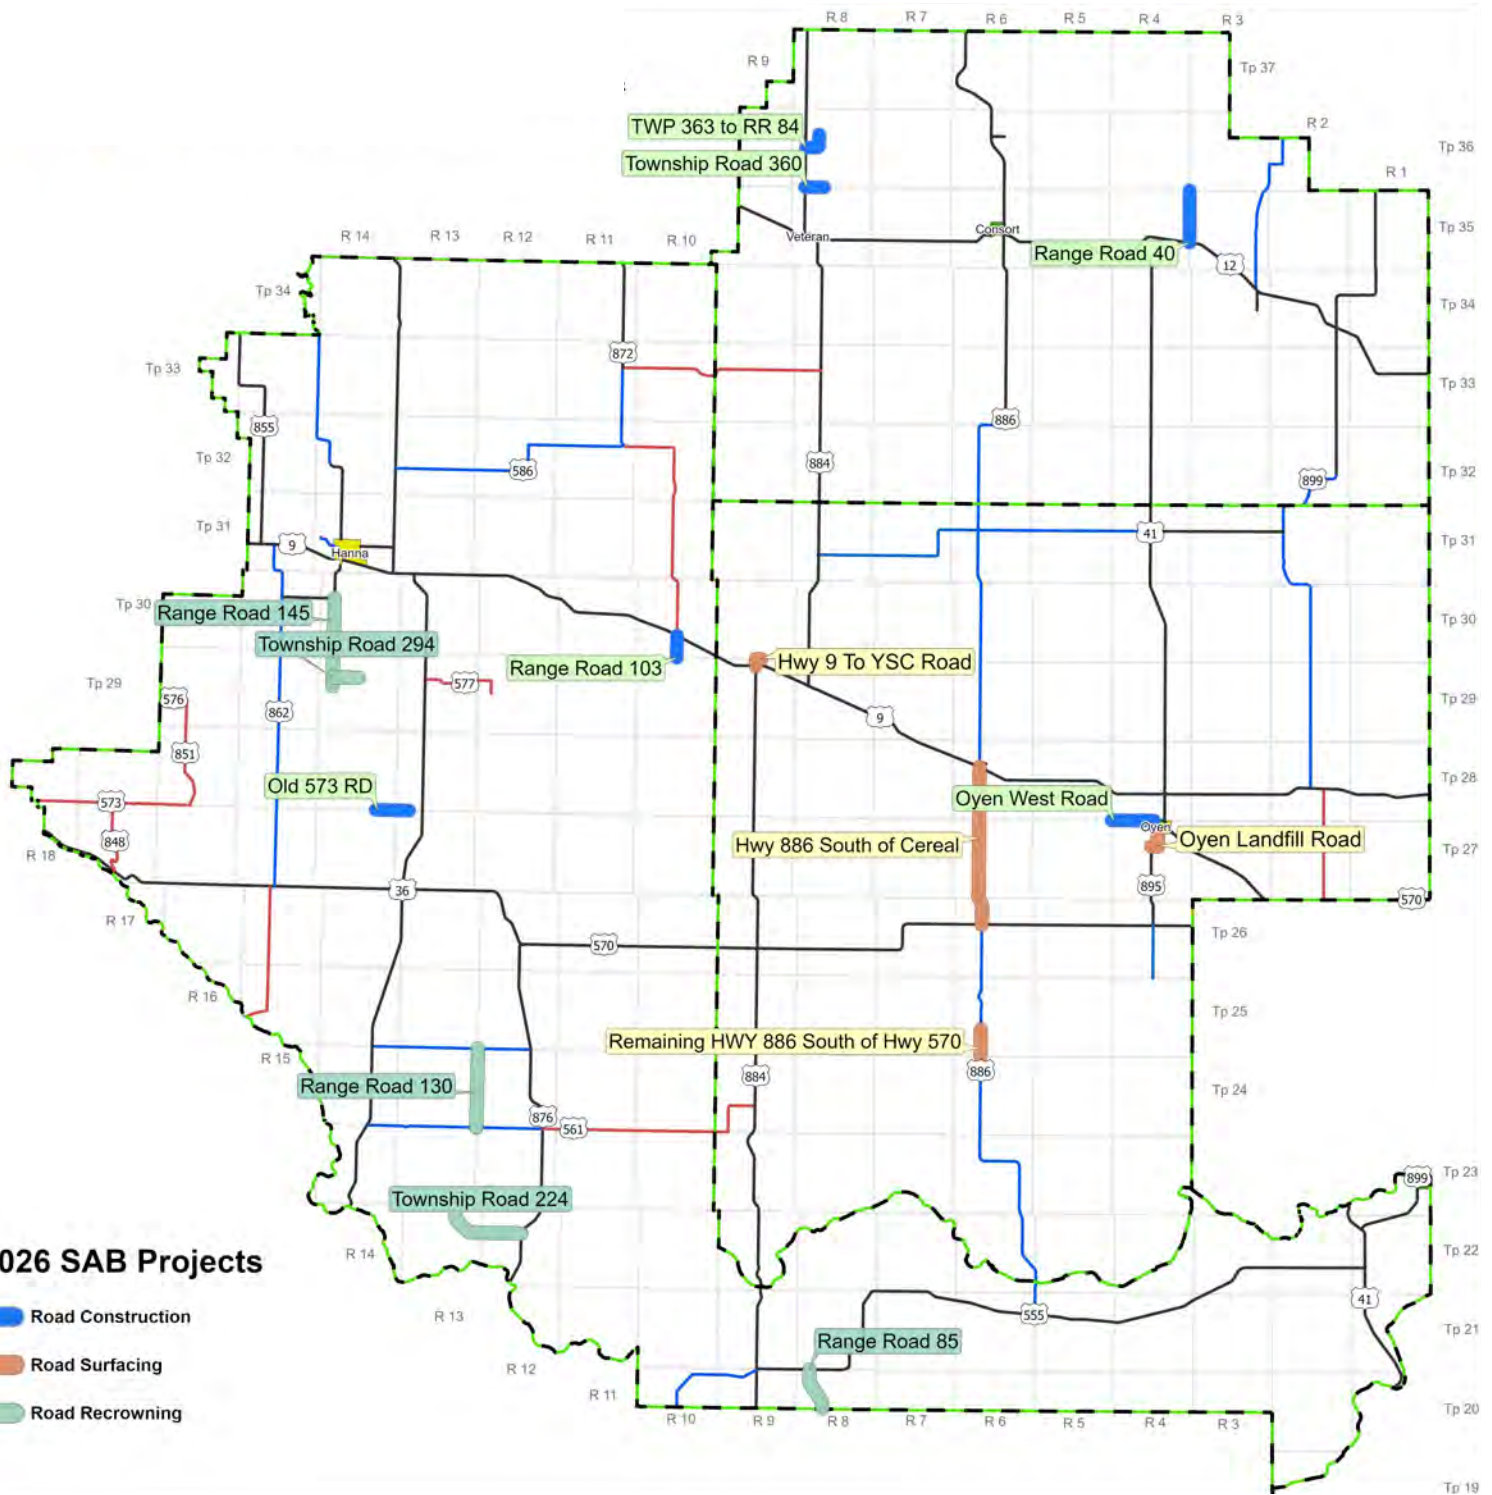 R 8
R 7
R 6
R 5
R 4
R 3
R 9
Tp 37
R 2
TWP 363 to RR 84
Tp 36
Township Road 360
R 1
Veteran
Consort
Tp 35
R 14
R 13
R 12
R 11
R 10
Range Road 40
12
Tp 34
Tp 34
872
Tp 33
Tp 33
855
886
Tp 32
586
884
899
Tp 32
Tp 31
9
Hanna
41
Tp 31
Tp 30
Range Road 145
Tp 30
Township Road 294
Range Road 103
Hwy 9 To YSC Road
Tp 29
577
576
862
9
Tp 29
851
Tp 28
Old 573 RD
573
Oyen West Road
848
Oyen
Hwy 886 South of Cereal
Oyen Landfill Road
R 18
Tp 27
36
895
570
R 17
570
Tp 26
R 16
Tp 25
Remaining HWY 886 South of Hwy 570
R 15
Range Road 130
884
886
Tp 24
876
561
Tp 23
899
Township Road 224
R 14
Tp 22
026 SAB Projects
Road Construction
R 13
555
41
Tp 21
Range Road 85
Road Surfacing
R 12
R 11
Road Recrowning
R 10
R 9
R 8
R 7
R 6
R 5
R 4
R 3
Tp 20
Tp 19